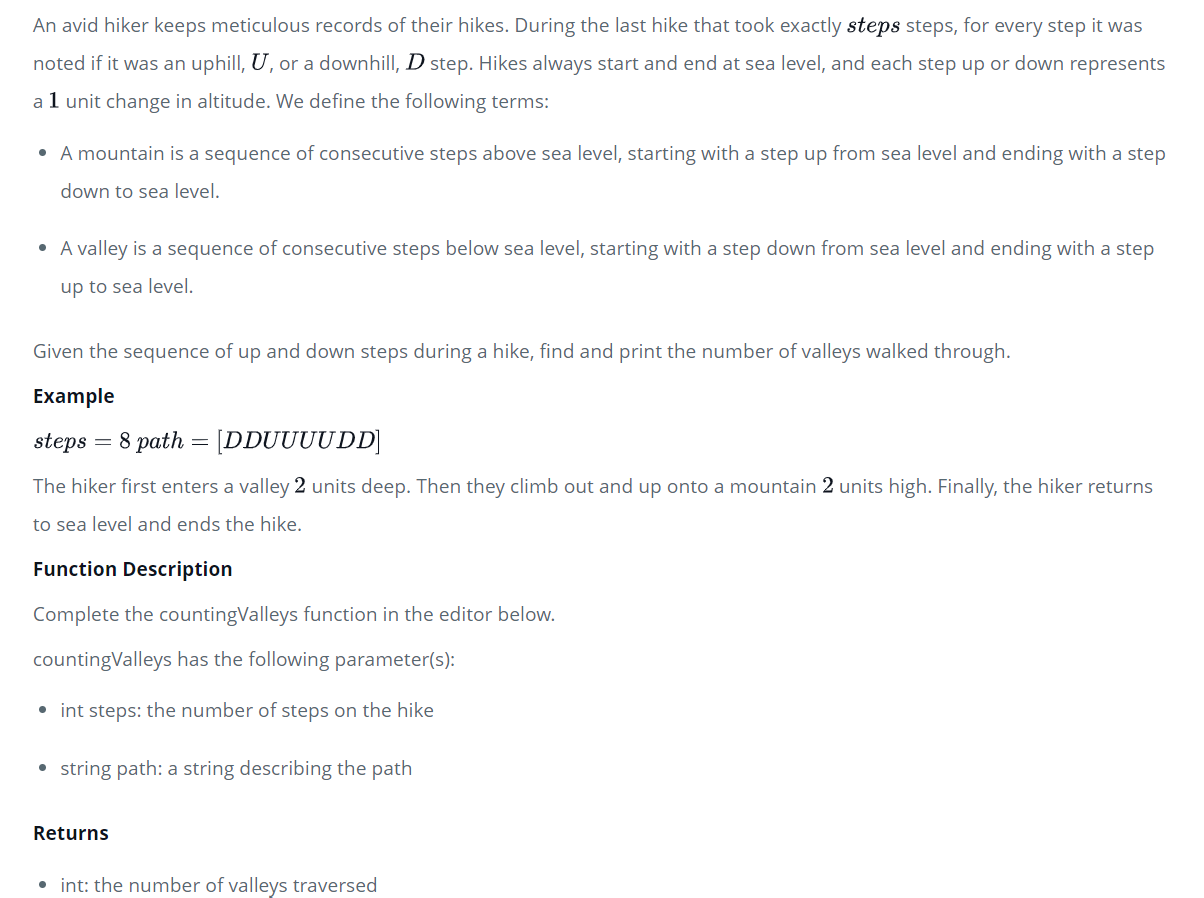 An avid hiker keeps meticulous records of their hikes. During the last hike that took exactly steps steps, for every step it was
noted if it was an uphill, U, or a downhill, D step. Hikes always start and end at sea level, and each step up or down represents
a 1 unit change in altitude. We define the following terms:
• A mountain is a sequence of consecutive steps above sea level, starting with a step up from sea level and ending with a step
down to sea level.
• A valley is a sequence of consecutive steps below sea level, starting with a step down from sea level and ending with a step
up to sea level.
Given the sequence of up and down steps during a hike, find and print the number of valleys walked through.
Example
steps = 8 path = [DDUUUUDD]
The hiker first enters a valley 2 units deep. Then they climb out and up onto a mountain 2 units high. Finally, the hiker returns
to sea level and ends the hike.
Function Description
Complete the countingValleys function in the editor below.
countingValleys has the following parameter(s):
• int steps: the number of steps on the hike
• string path: a string describing the path
Returns
• int: the number of valleys traversed